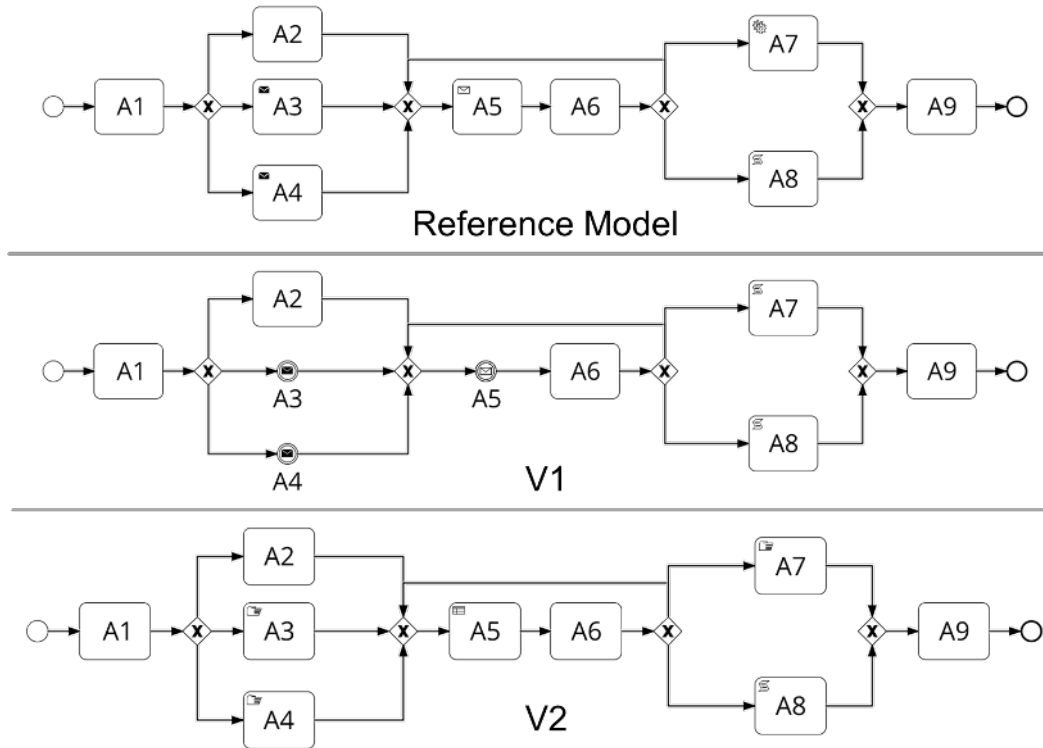 A2
A7
A1
X
A3
X
A5
A6
X
X
A9
A4
A8
Reference Model
A2
A7
A1
X
X
A6
X
X
A9
A3
A5
A8
A4
V1
A2
A7
A1
X
A3
X
A5
A6
X
X
A9
A4
A8
V2